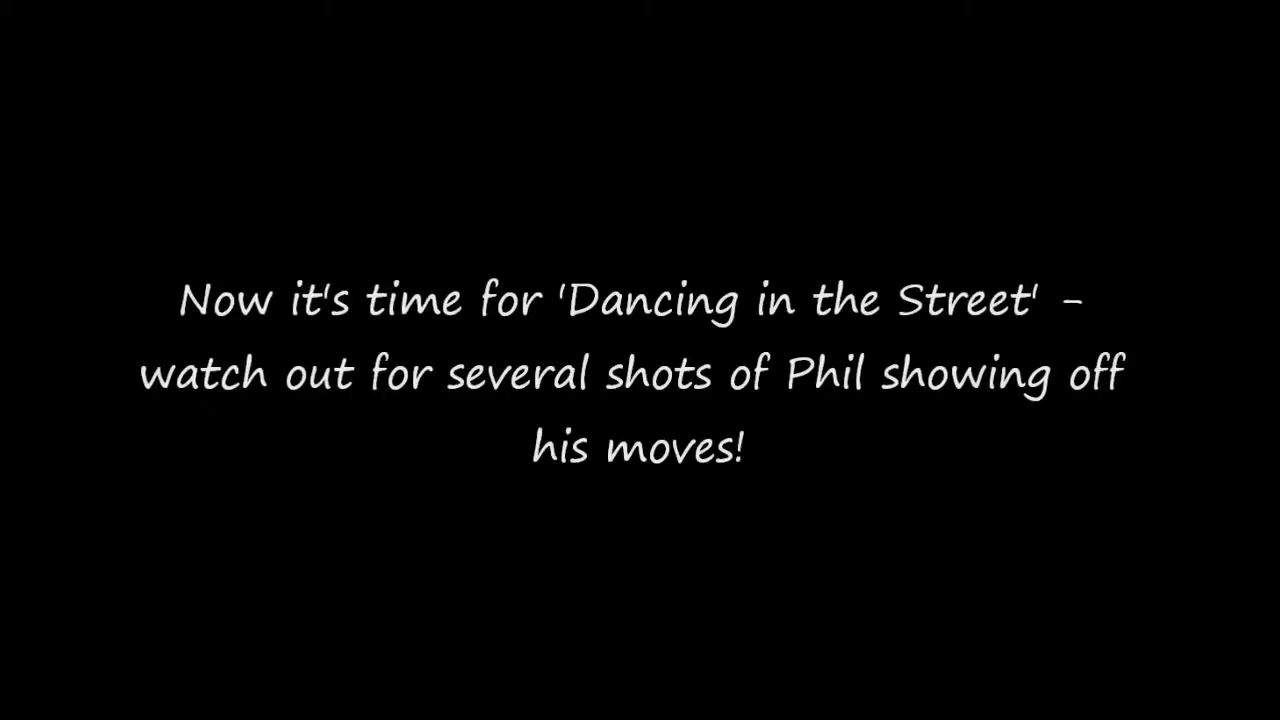 Now it's time for 'Dancing in the Street' -
watch out for several shots of Phil showing off
his moves!